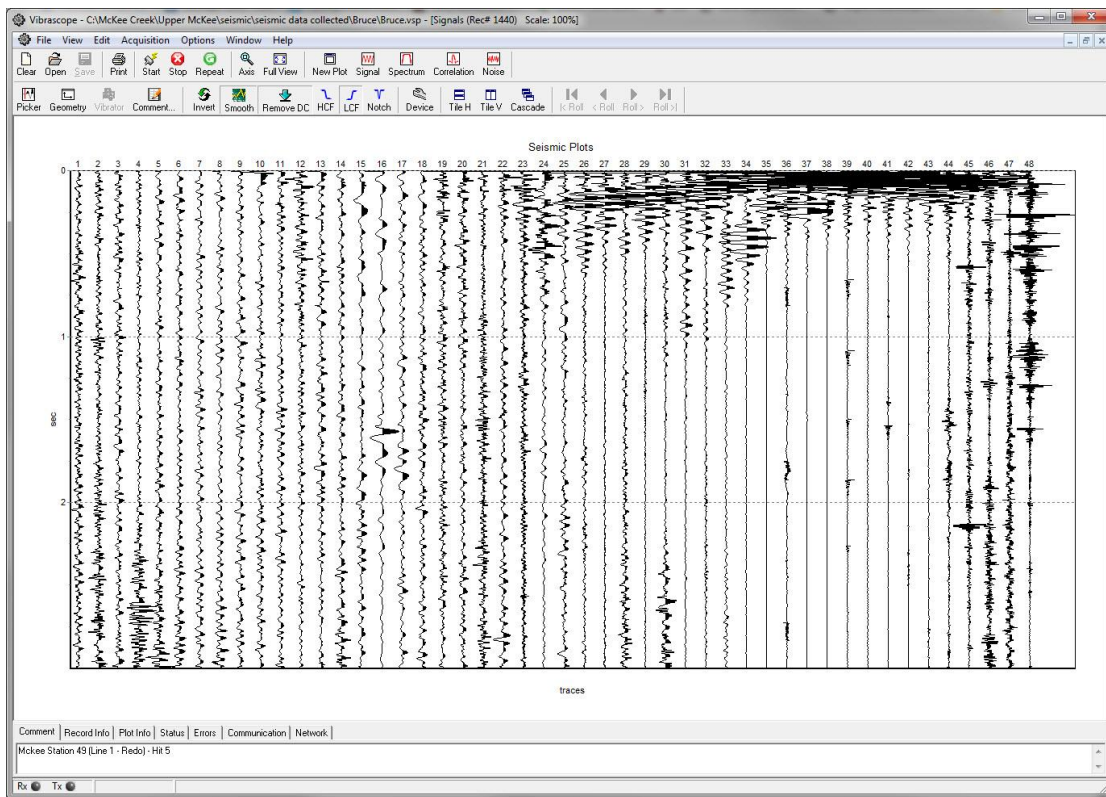 Vibrascope - C:\McKee Creek\Upper McKee\seismic\seismic data collected\Bruce\Bruce.vsp - [Signals (Rec# 1440) Scale: 100%]
File View Edit Acquisition Options Window Help
Clear Open Save Print Start Stop Repeat Axis Full View New Plot Signal Spectrum Correlation Noise
Picker Geometry Vibrator Comment... Invert Smooth Remove DC HCF LCF Notch Device Tile H Tile V Cascade |< Roll < Roll Roll > Roll >|
Seismic Plots
1 2 3 4 5 6 7 8 9 10 11 12 13 14 15 16 17 18 19 20 21 22 23 24 25 26 27 28 29 30 31 32 33 34 35 36 37 38 39 40 41 42 43 44 45 46 47 48
0
1
sec
2
traces
Comment Record Info Plot Info Status Errors Communication Network
Mckee Station 49 (Line 1 - Redo) - Hit 5
Rx Tx